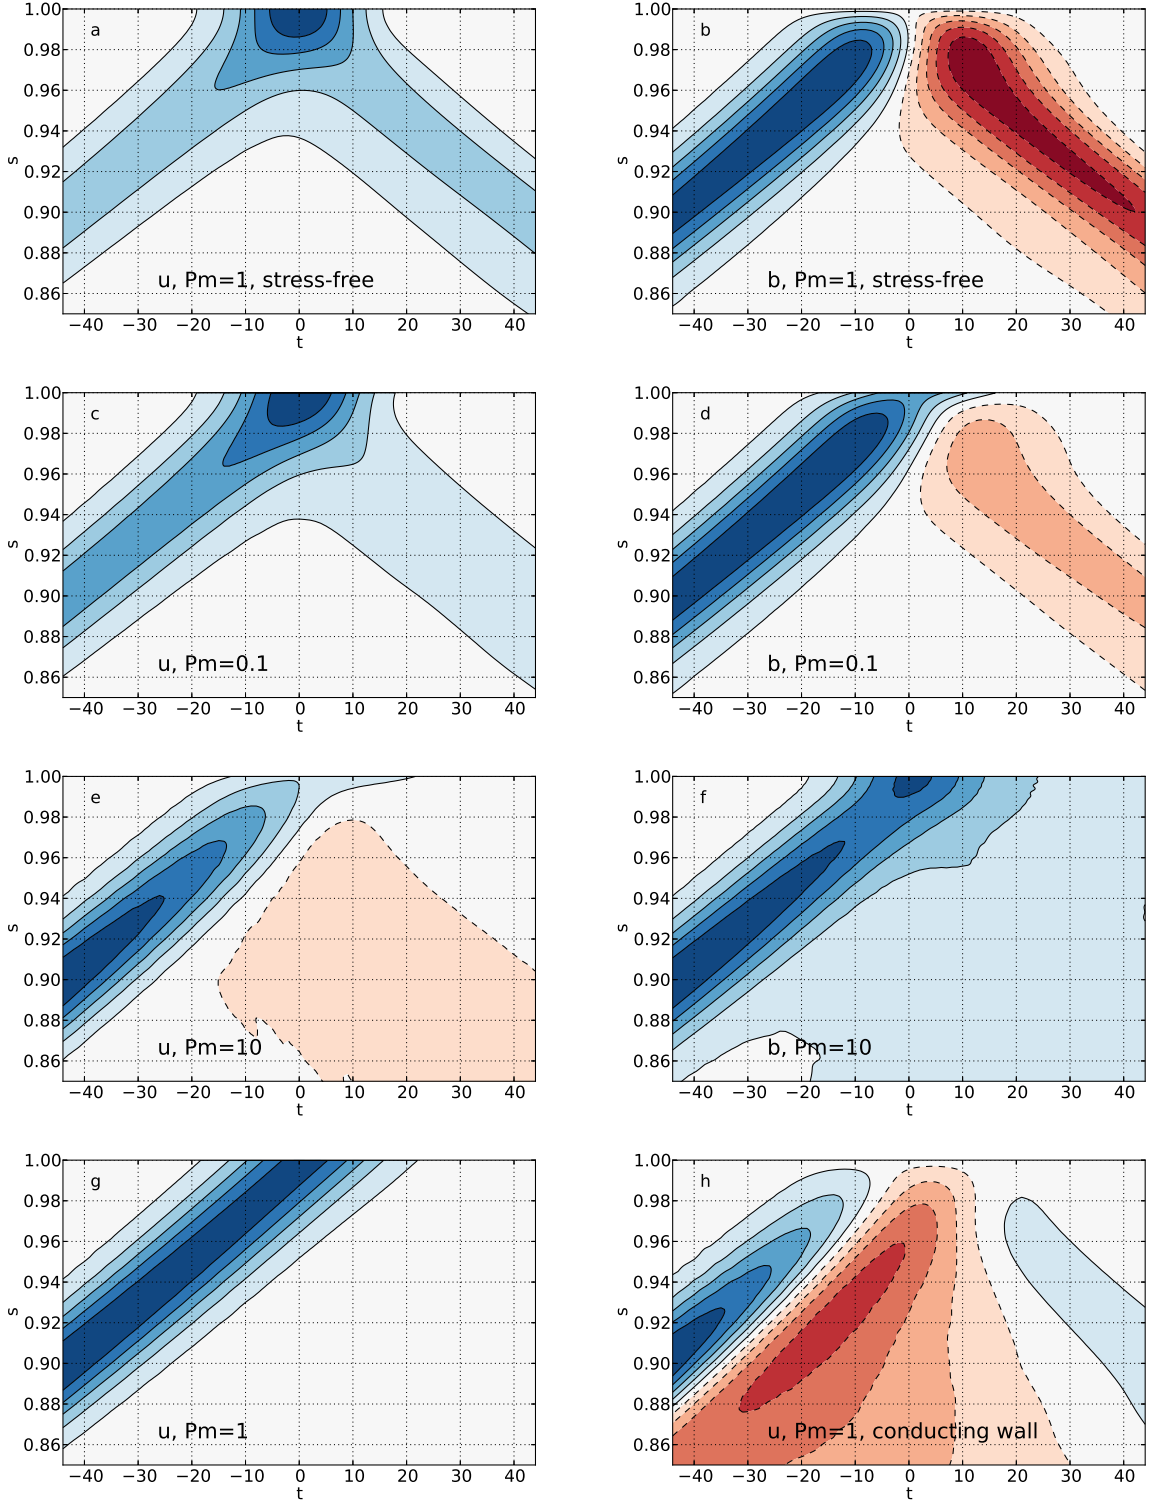 1.00 a 1.00 b
0.98 0.98
0.96 0.96
0.94 0.94
s s
0.92 0.92
0.90 0.90
0.88 0.88
u, Pm=1, stress-free b, Pm=1, stress-free
0.86 0.86
−40 −30 −20 −10 0 10 20 30 40 −40 −30 −20 −10 0 10 20 30 40
t t
1.00 c 1.00 d
0.98 0.98
0.96 0.96
0.94 0.94
s s
0.92 0.92
0.90 0.90
0.88 0.88
u, Pm=0.1 b, Pm=0.1
0.86 0.86
−40 −30 −20 −10 0 10 20 30 40 −40 −30 −20 −10 0 10 20 30 40
t t
1.00 e 1.00 f
0.98 0.98
0.96 0.96
0.94 0.94
s s
0.92 0.92
0.90 0.90
0.88 0.88
u, Pm=10 b, Pm=10
0.86 0.86
−40 −30 −20 −10 0 10 20 30 40 −40 −30 −20 −10 0 10 20 30 40
t t
1.00 g 1.00 h
0.98 0.98
0.96 0.96
0.94 0.94
s s
0.92 0.92
0.90 0.90
0.88 0.88
u, Pm=1 u, Pm=1, conducting wall
0.86 0.86
−40 −30 −20 −10 0 10 20 30 40 −40 −30 −20 −10 0 10 20 30 40
t t